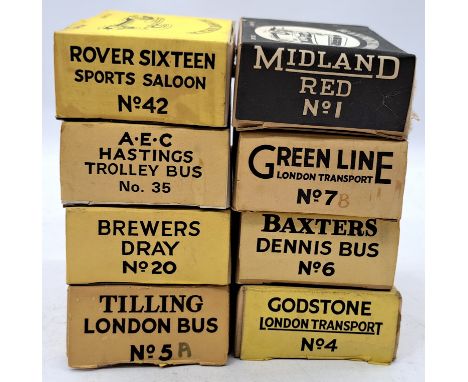 ROVER SIXTEEN
SPORTS SALOON
Nº42
A·E·C
HASTINGS
TROLLEY BUS
No. 35
BREWERS
DRAY
Nº20
TILLING
LONDON BUS
Nº5A
MIDLAND
RED
Nº1
GREEN LINE
LONDON TRANSPORT
Nº7B
BAXTERS
DENNIS BUS
Nº6
GODSTONE
LONDON TRANSPORT
Nº4